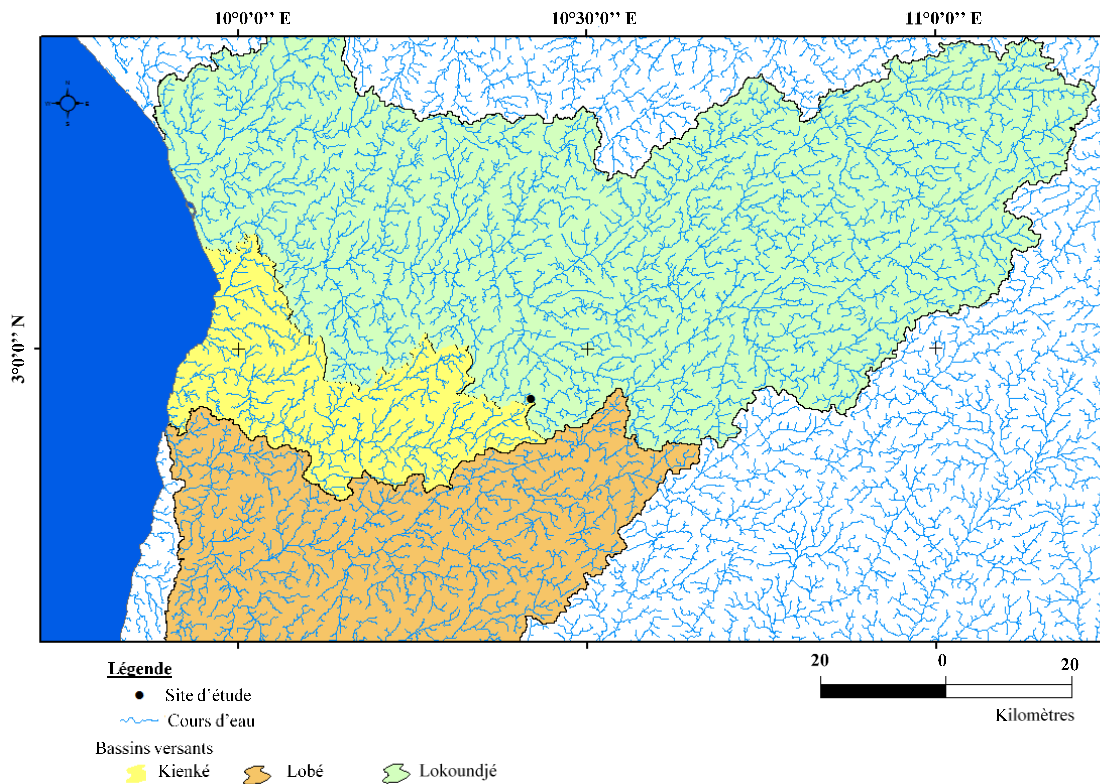 10°0'0'' E 10°30'0'' E 11°0'0'' E
3°0'0'' N
Légende
Site d'étude
Cours d'eau
Bassins versants
Kienké Lobé Lokoundjé
20 0 20
Kilomètres